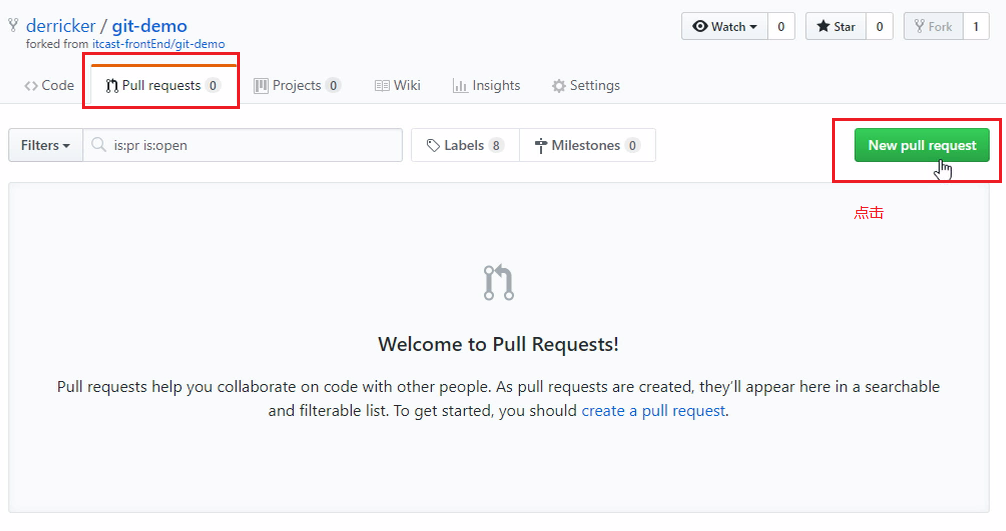 derricker / git-demo
Watch 0 Star 0 Fork 1
forked from itcast-frontEnd/git-demo
Code Pull requests 0 Projects 0 Wiki Insights Settings
Filters is:pr is:open Labels 8 Milestones 0 New pull request
点击
Welcome to Pull Requests!
Pull requests help you collaborate on code with other people. As pull requests are created, they’ll appear here in a searchable
and filterable list. To get started, you should create a pull request.